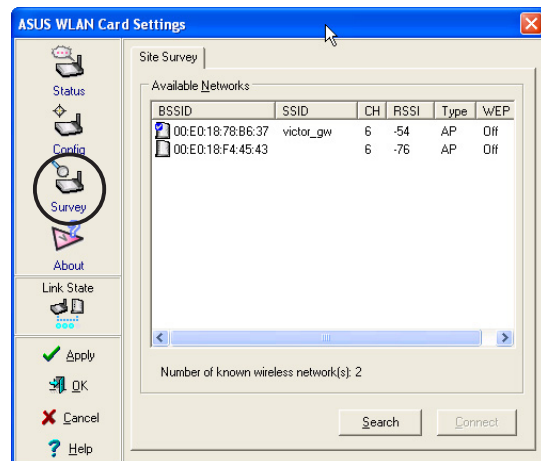 ASUS WLAN Card Settings
Status
Config
Survey
About
Link State
Apply
OK
Cancel
Help
Site Survey
Available Networks
BSSID SSID CH RSSI Type WEP
00:E0:18:78:B6:37 victor_gw 6 -54 AP Off
00:E0:18:F4:45:43 6 -76 AP Off
Number of known wireless network(s): 2
Search Connect